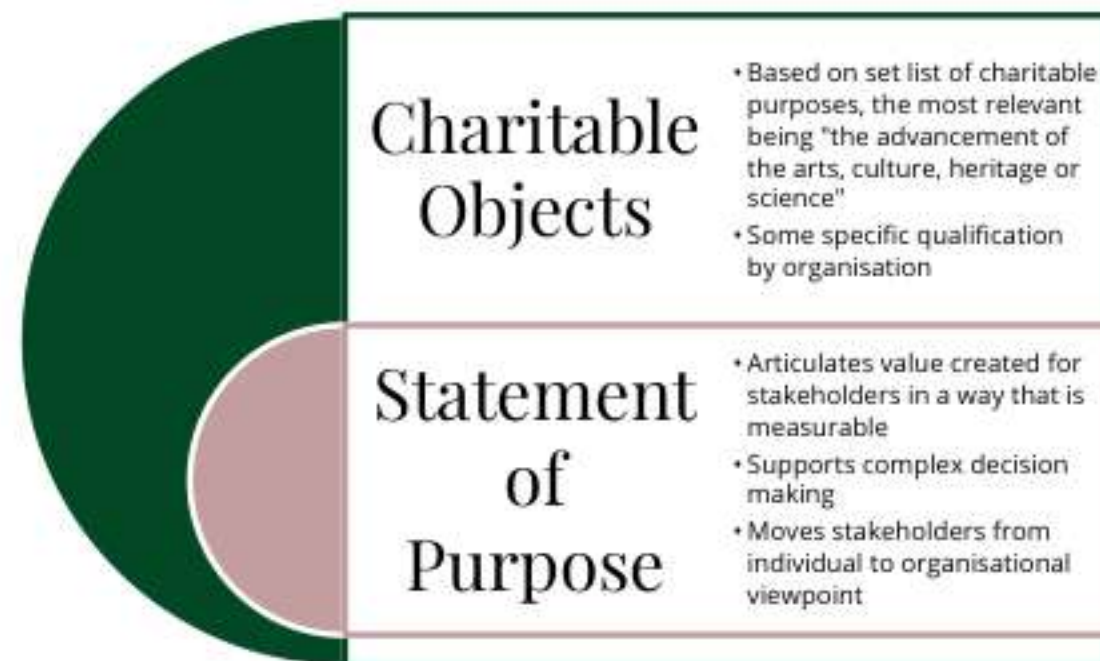 Charitable
Objects
• Based on set list of charitable
purposes, the most relevant
being "the advancement of
the arts, culture, heritage or
science"
• Some specific qualification
by organisation
Statement
of
Purpose
• Articulates value created for
stakeholders in a way that is
measurable
• Supports complex decision
making
• Moves stakeholders from
individual to organisational
viewpoint